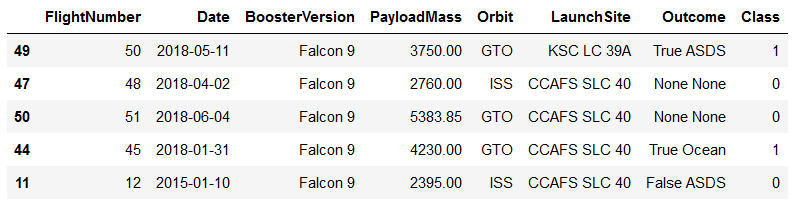 FlightNumber Date BoosterVersion PayloadMass Orbit LaunchSite Outcome Class
49 50 2018-05-11 Falcon 9 3750.00 GTO KSC LC 39A True ASDS 1
47 48 2018-04-02 Falcon 9 2760.00 ISS CCAFS SLC 40 None None 0
50 51 2018-06-04 Falcon 9 5383.85 GTO CCAFS SLC 40 None None 0
44 45 2018-01-31 Falcon 9 4230.00 GTO CCAFS SLC 40 True Ocean 1
11 12 2015-01-10 Falcon 9 2395.00 ISS CCAFS SLC 40 False ASDS 0